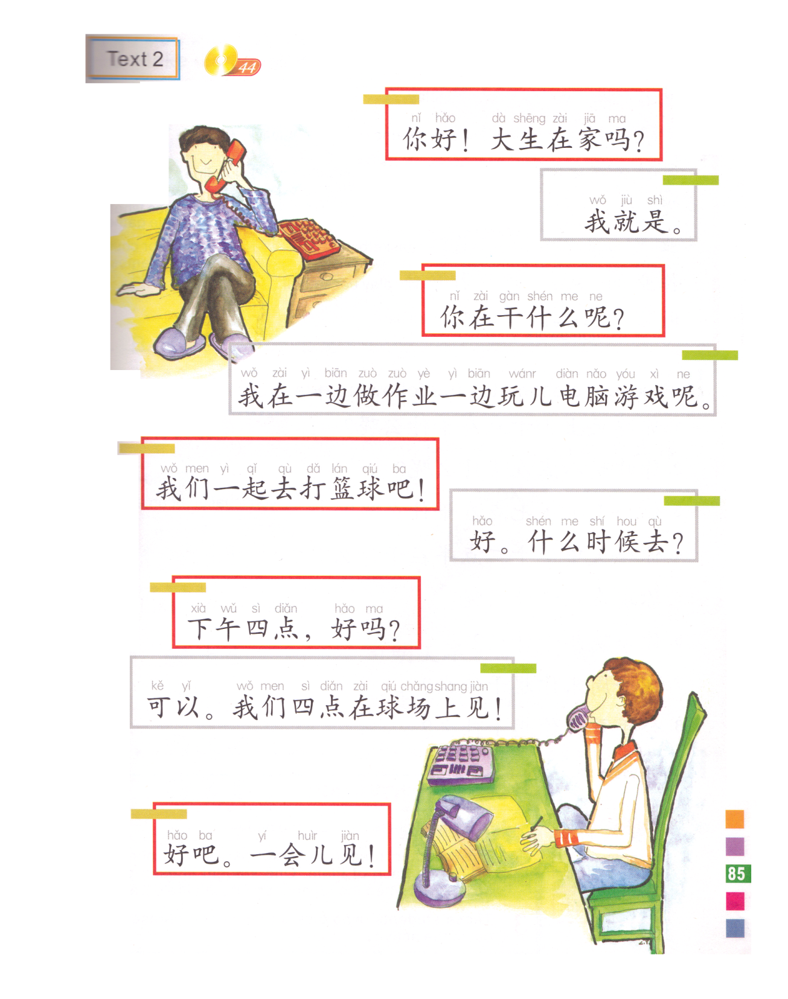 Text 2
44
nǐ hǎo dà shēng zài jiā ma
你好！大生在家吗？
wǒ jiù shì
我就是。
nǐ zài gàn shén me ne
你在干什么呢？
wǒ zài yì biān zuò zuò yè yì biān wánr diàn nǎo yóu xì ne
我在一边做作业一边玩儿电脑游戏呢。
wǒ men yì qǐ qù dǎ lán qiú ba
我们一起去打篮球吧！
hǎo shén me shí hou qù
好。什么时候去？
xià wǔ sì diǎn hǎo ma
下午四点，好吗？
kě yǐ wǒ men sì diǎn zài qiú chǎng shang jiàn
可以。我们四点在球场上见！
hǎo ba yí huìr jiàn
好吧。一会儿见！
85